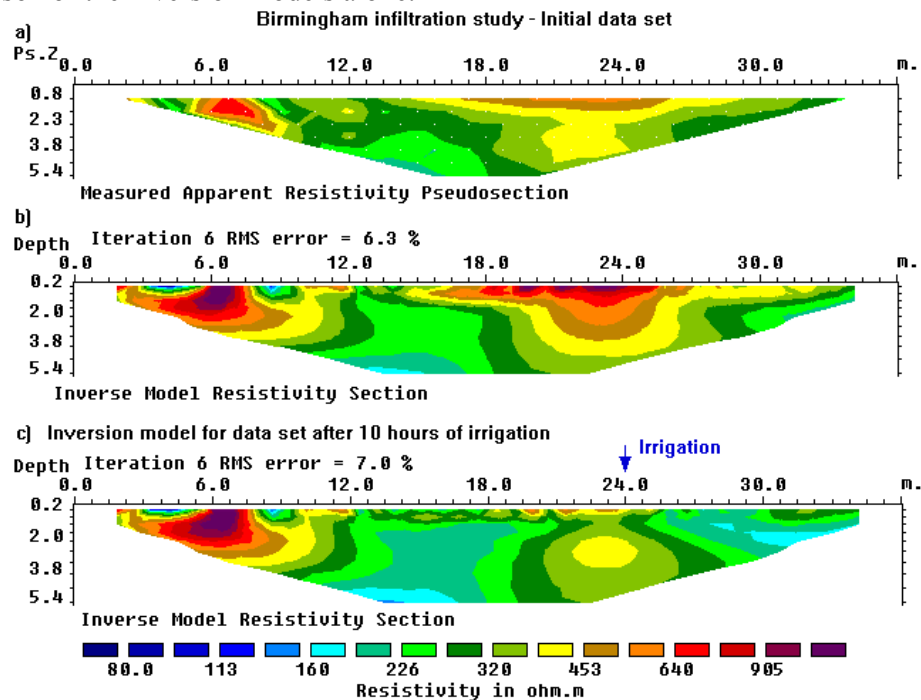 Birmingham infiltration study - Initial data set
a)
Ps.Z 0.0 6.0 12.0 18.0 24.0 30.0 m.
0.8
2.3
3.8
5.4
Measured Apparent Resistivity Pseudosection
b)
Depth Iteration 6 RMS error = 6.3 %
0.0 6.0 12.0 18.0 24.0 30.0 m.
0.2
2.0
3.8
5.4
Inverse Model Resistivity Section
c) Inversion model for data set after 10 hours of irrigation
Irrigation
Depth Iteration 6 RMS error = 7.0 %
0.0 6.0 12.0 18.0 24.0 30.0 m.
0.2
2.0
3.8
5.4
Inverse Model Resistivity Section
80.0 113 160 226 320 453 640 905
Resistivity in ohm.m